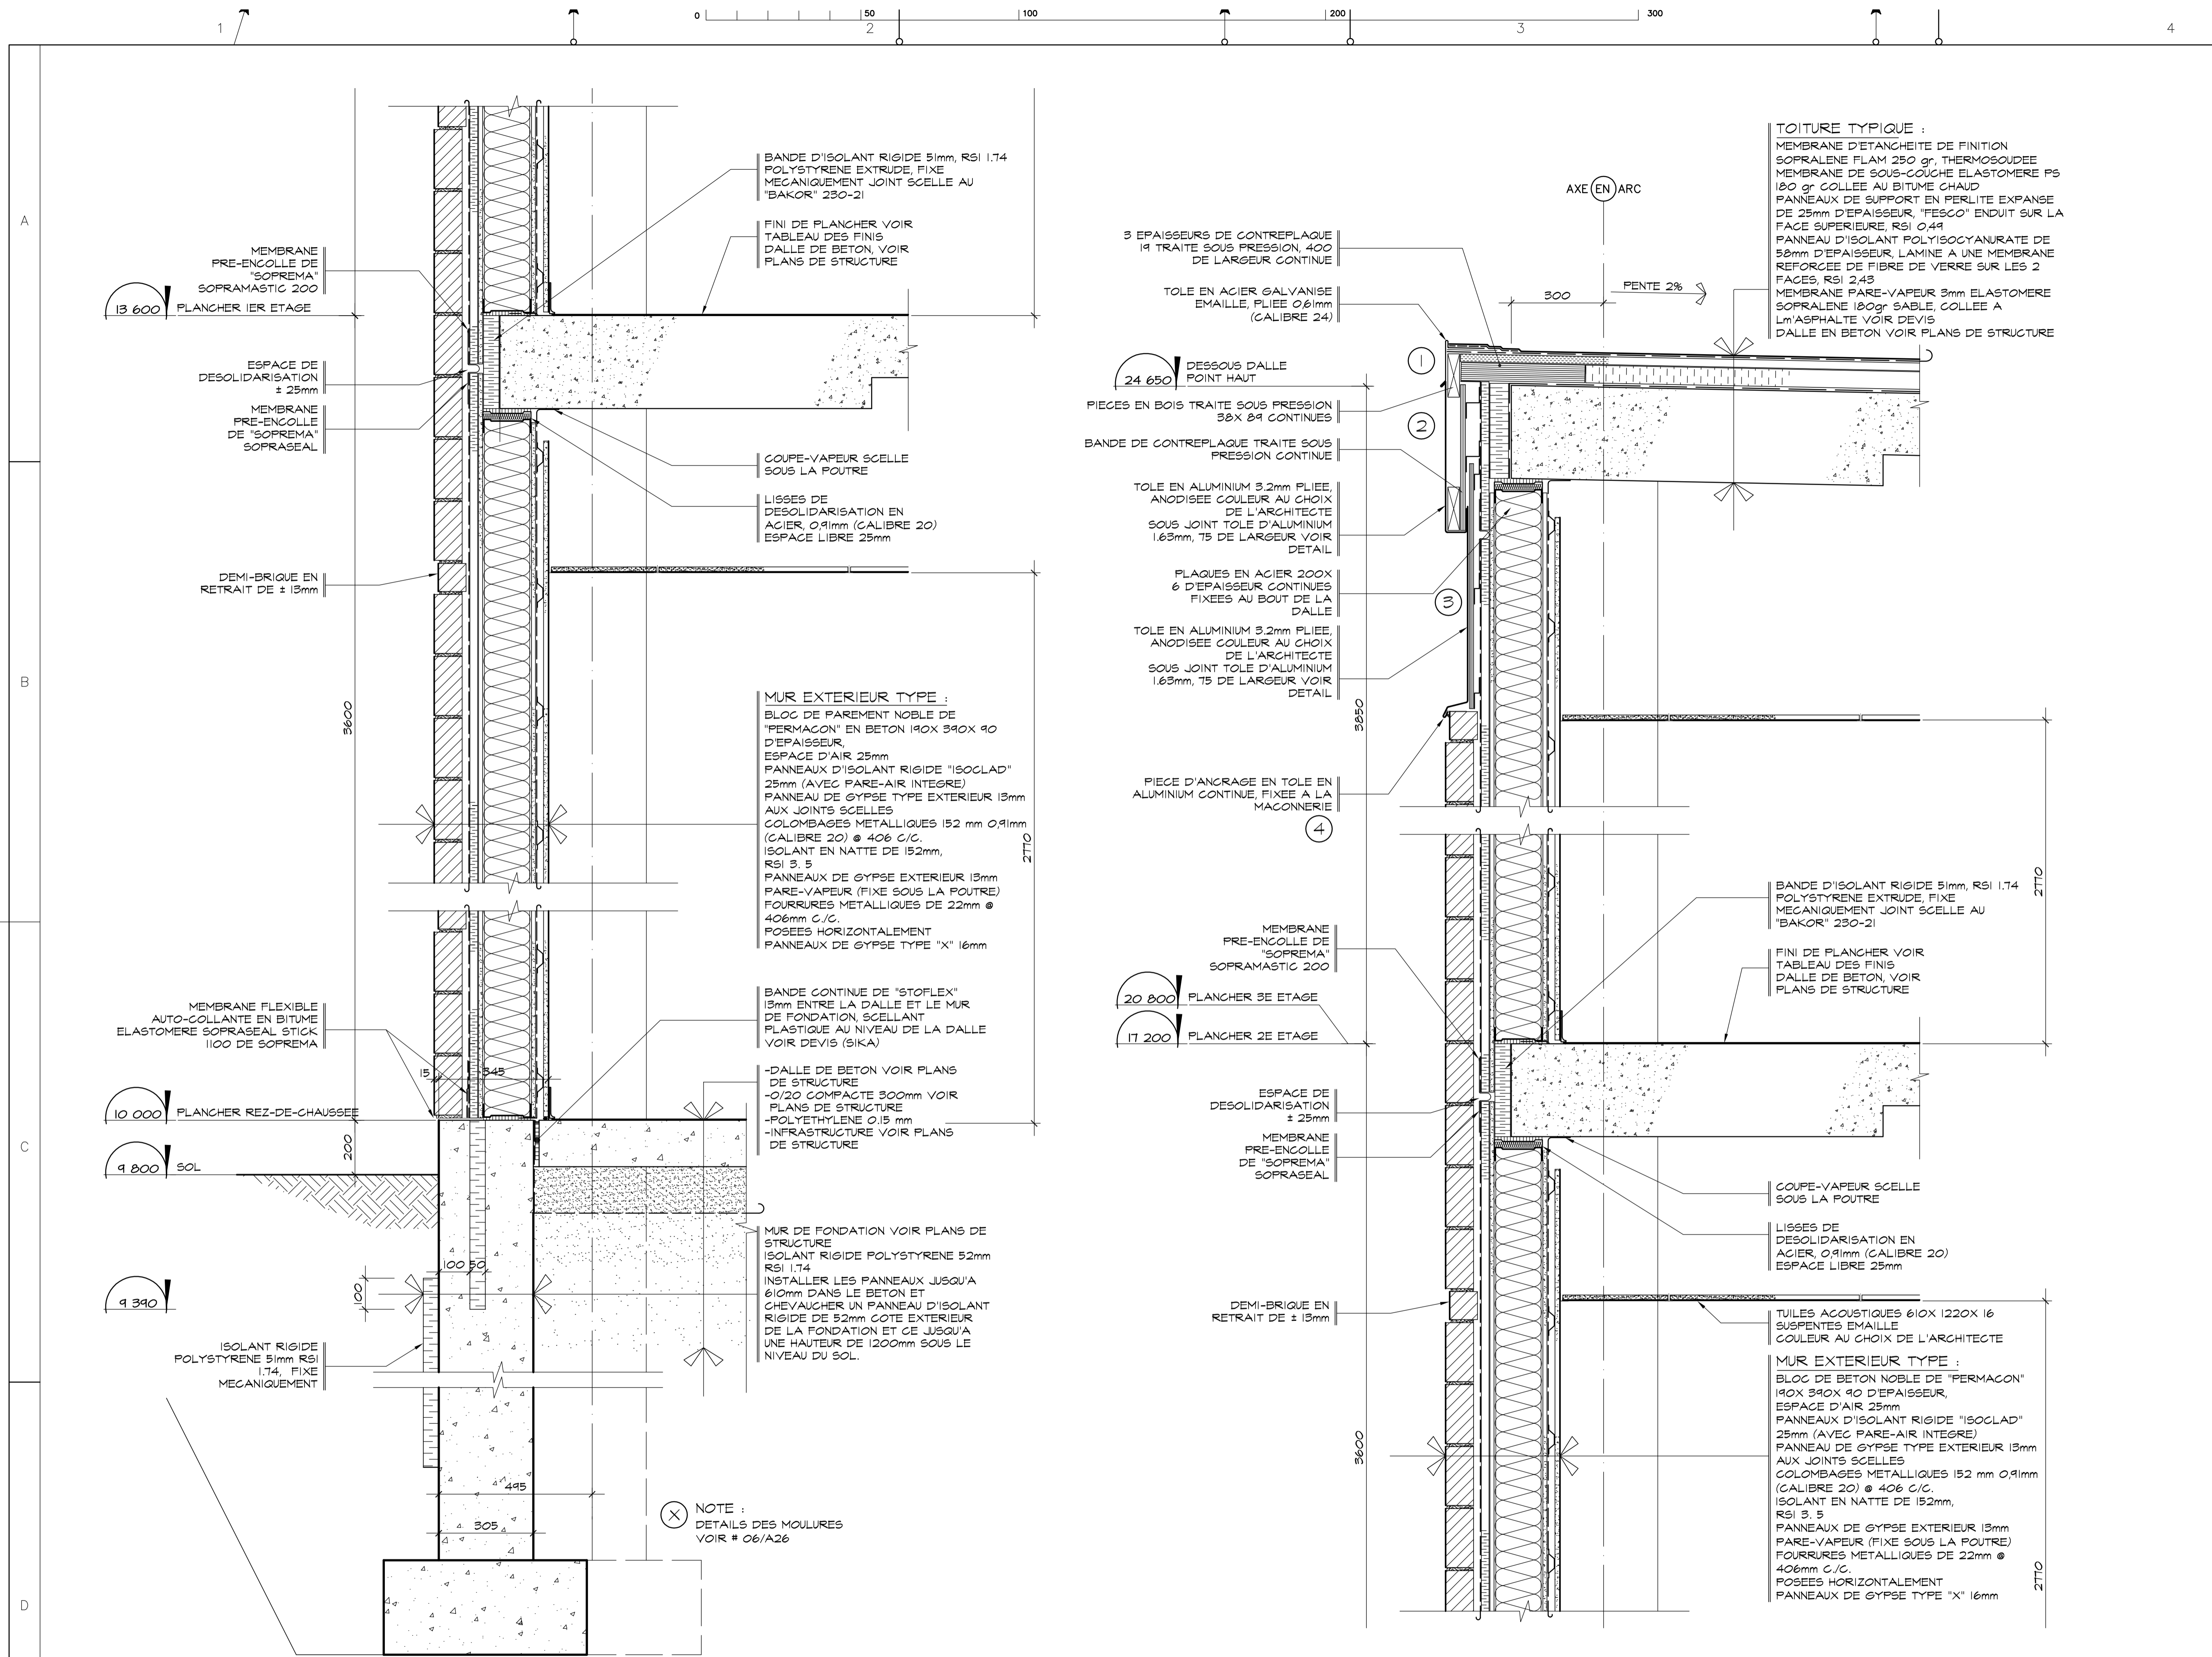 1
2
3
4
0
50
100
200
300
A
B
C
D
MEMBRANE
PRE-ENCOLLE DE
"SOPREMA"
SOPRAMASTIC 200
13 600 PLANCHER 1ER ETAGE
ESPACE DE
DESOLIDARISATION
± 25mm
MEMBRANE
PRE-ENCOLLE
DE "SOPREMA"
SOPRASEAL
DEMI-BRIQUE EN
RETRAIT DE ± 13mm
3600
MEMBRANE FLEXIBLE
AUTO-COLLANTE EN BITUME
ELASTOMERE SOPRASEAL STICK
1100 DE SOPREMA
15
345
10 000 PLANCHER REZ-DE-CHAUSSEE
200
9 800 SOL
100 50
100
9 390
ISOLANT RIGIDE
POLYSTYRENE 51mm RSI
1.74, FIXE
MECANIQUEMENT
495
305
BANDE D'ISOLANT RIGIDE 51mm, RSI 1.74
POLYSTYRENE EXTRUDE, FIXE
MECANIQUEMENT JOINT SCELLE AU
"BAKOR" 230-21
FINI DE PLANCHER VOIR
TABLEAU DES FINIS
DALLE DE BETON, VOIR
PLANS DE STRUCTURE
COUPE-VAPEUR SCELLE
SOUS LA POUTRE
LISSES DE
DESOLIDARISATION EN
ACIER, 0,91mm (CALIBRE 20)
ESPACE LIBRE 25mm
MUR EXTERIEUR TYPE :
BLOC DE PAREMENT NOBLE DE
"PERMACON" EN BETON 190X 390X 90
D'EPAISSEUR,
ESPACE D'AIR 25mm
PANNEAUX D'ISOLANT RIGIDE "ISOCLAD"
25mm (AVEC PARE-AIR INTEGRE)
PANNEAU DE GYPSE TYPE EXTERIEUR 13mm
AUX JOINTS SCELLES
COLOMBAGES METALLIQUES 152 mm 0,91mm
(CALIBRE 20) @ 406 C/C.
ISOLANT EN NATTE DE 152mm,
RSI 3. 5
PANNEAUX DE GYPSE EXTERIEUR 13mm
PARE-VAPEUR (FIXE SOUS LA POUTRE)
FOURRURES METALLIQUES DE 22mm @
406mm C./C.
POSEES HORIZONTALEMENT
PANNEAUX DE GYPSE TYPE "X" 16mm
2770
BANDE CONTINUE DE "STOFLEX"
13mm ENTRE LA DALLE ET LE MUR
DE FONDATION, SCELLANT
PLASTIQUE AU NIVEAU DE LA DALLE
VOIR DEVIS (SIKA)
-DALLE DE BETON VOIR PLANS
DE STRUCTURE
-0/20 COMPACTE 300mm VOIR
PLANS DE STRUCTURE
-POLYETHYLENE 0.15 mm
-INFRASTRUCTURE VOIR PLANS
DE STRUCTURE
MUR DE FONDATION VOIR PLANS DE
STRUCTURE
ISOLANT RIGIDE POLYSTYRENE 52mm
RSI 1.74
INSTALLER LES PANNEAUX JUSQU'A
610mm DANS LE BETON ET
CHEVAUCHER UN PANNEAU D'ISOLANT
RIGIDE DE 52mm COTE EXTERIEUR
DE LA FONDATION ET CE JUSQU'A
UNE HAUTEUR DE 1200mm SOUS LE
NIVEAU DU SOL.
X NOTE :
DETAILS DES MOULURES
VOIR # 06/A26
3 EPAISSEURS DE CONTREPLAQUE
19 TRAITE SOUS PRESSION, 400
DE LARGEUR CONTINUE
TOLE EN ACIER GALVANISE
EMAILLE, PLIEE 0,61mm
(CALIBRE 24)
24 650 DESSOUS DALLE
POINT HAUT
PIECES EN BOIS TRAITE SOUS PRESSION
38X 89 CONTINUES
BANDE DE CONTREPLAQUE TRAITE SOUS
PRESSION CONTINUE
TOLE EN ALUMINIUM 3.2mm PLIEE,
ANODISEE COULEUR AU CHOIX
DE L'ARCHITECTE
SOUS JOINT TOLE D'ALUMINIUM
1.63mm, 75 DE LARGEUR VOIR
DETAIL
PLAQUES EN ACIER 200X
6 D'EPAISSEUR CONTINUES
FIXEES AU BOUT DE LA
DALLE
TOLE EN ALUMINIUM 3.2mm PLIEE,
ANODISEE COULEUR AU CHOIX
DE L'ARCHITECTE
SOUS JOINT TOLE D'ALUMINIUM
1.63mm, 75 DE LARGEUR VOIR
DETAIL
PIECE D'ANCRAGE EN TOLE EN
ALUMINIUM CONTINUE, FIXEE A LA
MACONNERIE
1
2
3
4
3850
MEMBRANE
PRE-ENCOLLE DE
"SOPREMA"
SOPRAMASTIC 200
20 800 PLANCHER 3E ETAGE
17 200 PLANCHER 2E ETAGE
ESPACE DE
DESOLIDARISATION
± 25mm
MEMBRANE
PRE-ENCOLLE
DE "SOPREMA"
SOPRASEAL
DEMI-BRIQUE EN
RETRAIT DE ± 13mm
3600
AXE EN ARC
300
PENTE 2%
TOITURE TYPIQUE :
MEMBRANE D'ETANCHEITE DE FINITION
SOPRALENE FLAM 250 gr, THERMOSOUDEE
MEMBRANE DE SOUS-COUCHE ELASTOMERE PS
180 gr COLLEE AU BITUME CHAUD
PANNEAUX DE SUPPORT EN PERLITE EXPANSE
DE 25mm D'EPAISSEUR, "FESCO" ENDUIT SUR LA
FACE SUPERIEURE, RSI 0,49
PANNEAU D'ISOLANT POLYISOCYANURATE DE
58mm D'EPAISSEUR, LAMINE A UNE MEMBRANE
REFORCEE DE FIBRE DE VERRE SUR LES 2
FACES, RSI 2,43
MEMBRANE PARE-VAPEUR 3mm ELASTOMERE
SOPRALENE 180gr SABLE, COLLEE A
Lm'ASPHALTE VOIR DEVIS
DALLE EN BETON VOIR PLANS DE STRUCTURE
2770
BANDE D'ISOLANT RIGIDE 51mm, RSI 1.74
POLYSTYRENE EXTRUDE, FIXE
MECANIQUEMENT JOINT SCELLE AU
"BAKOR" 230-21
FINI DE PLANCHER VOIR
TABLEAU DES FINIS
DALLE DE BETON, VOIR
PLANS DE STRUCTURE
COUPE-VAPEUR SCELLE
SOUS LA POUTRE
LISSES DE
DESOLIDARISATION EN
ACIER, 0,91mm (CALIBRE 20)
ESPACE LIBRE 25mm
TUILES ACOUSTIQUES 610X 1220X 16
SUSPENTES EMAILLE
COULEUR AU CHOIX DE L'ARCHITECTE
MUR EXTERIEUR TYPE :
BLOC DE BETON NOBLE DE "PERMACON"
190X 390X 90 D'EPAISSEUR,
ESPACE D'AIR 25mm
PANNEAUX D'ISOLANT RIGIDE "ISOCLAD"
25mm (AVEC PARE-AIR INTEGRE)
PANNEAU DE GYPSE TYPE EXTERIEUR 13mm
AUX JOINTS SCELLES
COLOMBAGES METALLIQUES 152 mm 0,91mm
(CALIBRE 20) @ 406 C/C.
ISOLANT EN NATTE DE 152mm,
RSI 3. 5
PANNEAUX DE GYPSE EXTERIEUR 13mm
PARE-VAPEUR (FIXE SOUS LA POUTRE)
FOURRURES METALLIQUES DE 22mm @
406mm C./C.
POSEES HORIZONTALEMENT
PANNEAUX DE GYPSE TYPE "X" 16mm
2770